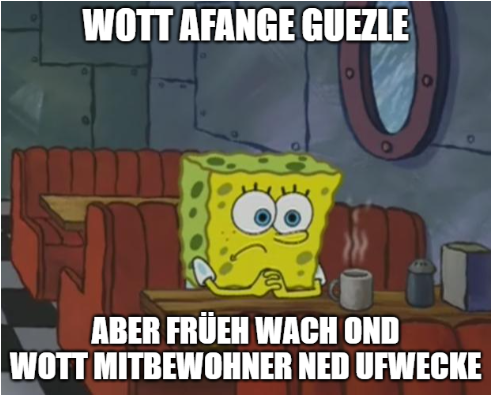 WOTT AFANGE GUEZLE
ABER FRÜEH WACH OND
WOTT MITBEWOHNER NED UFWECKE